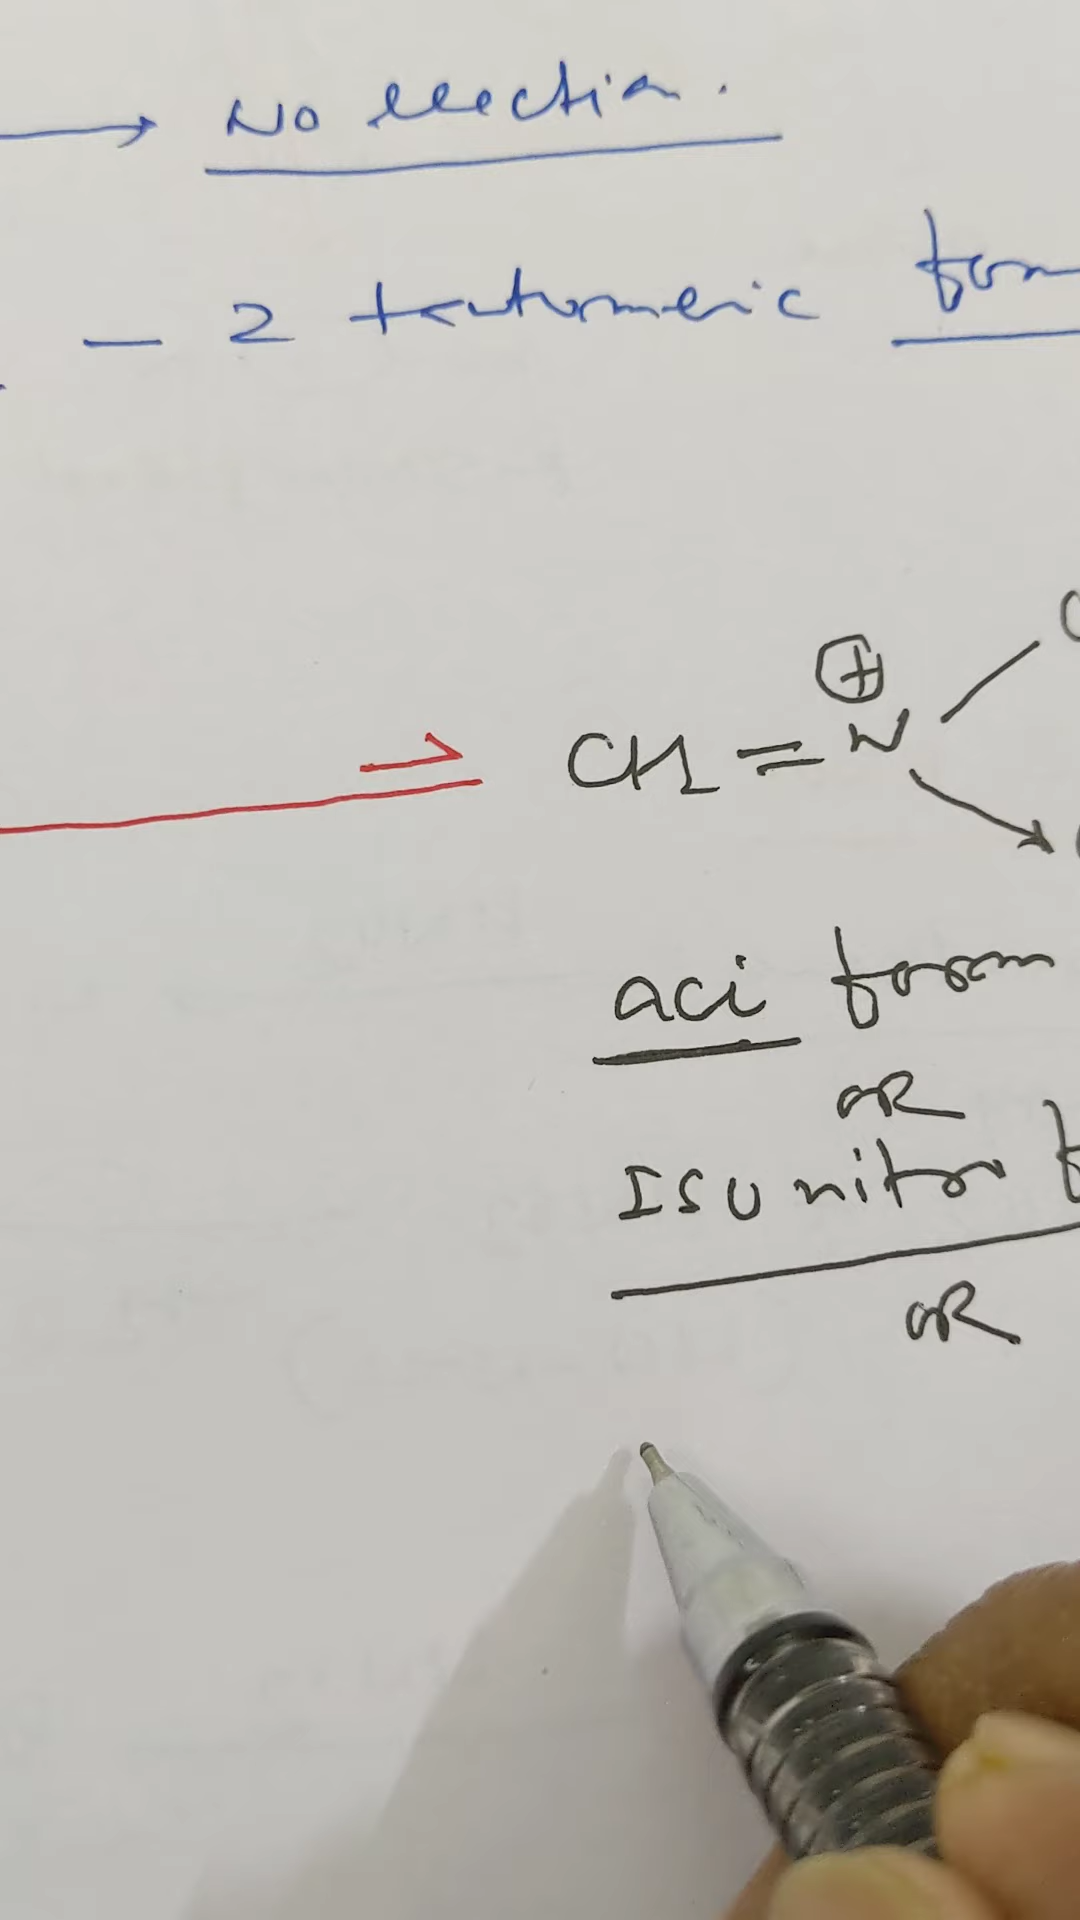 → No reaction.
– 2 tautomeric form
⊕
CH₂ = N
aci form
OR
Iso nitro f
OR